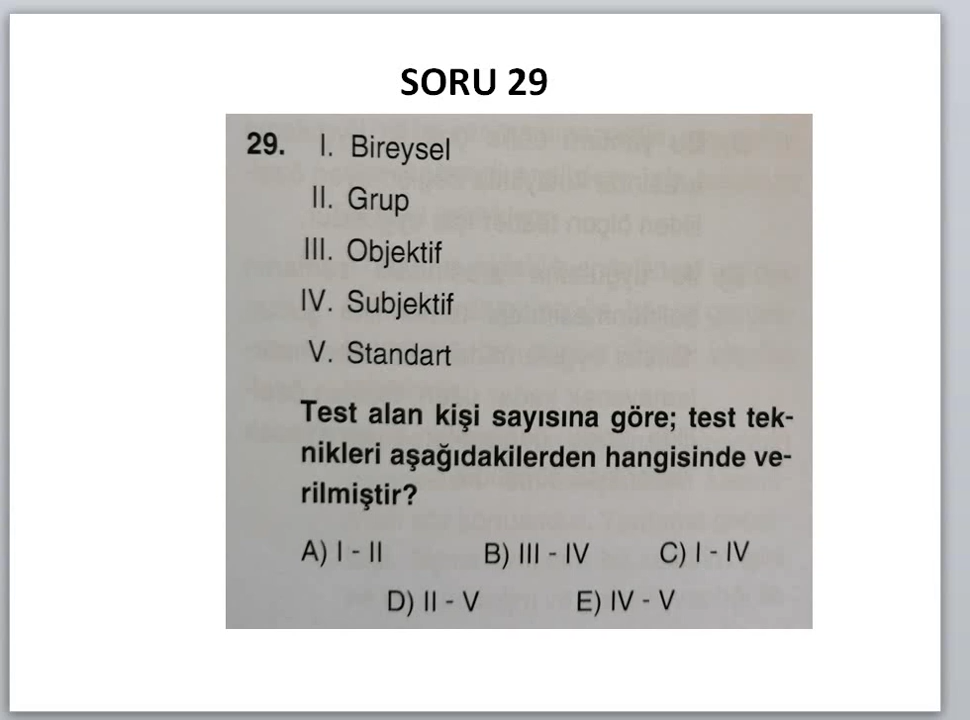 SORU 29
29. I. Bireysel
II. Grup
III. Objektif
IV. Subjektif
V. Standart
Test alan kişi sayısına göre; test tek-
nikleri aşağıdakilerden hangisinde ve-
rilmiştir?
A) I - II B) III - IV C) I - IV
D) II - V E) IV - V